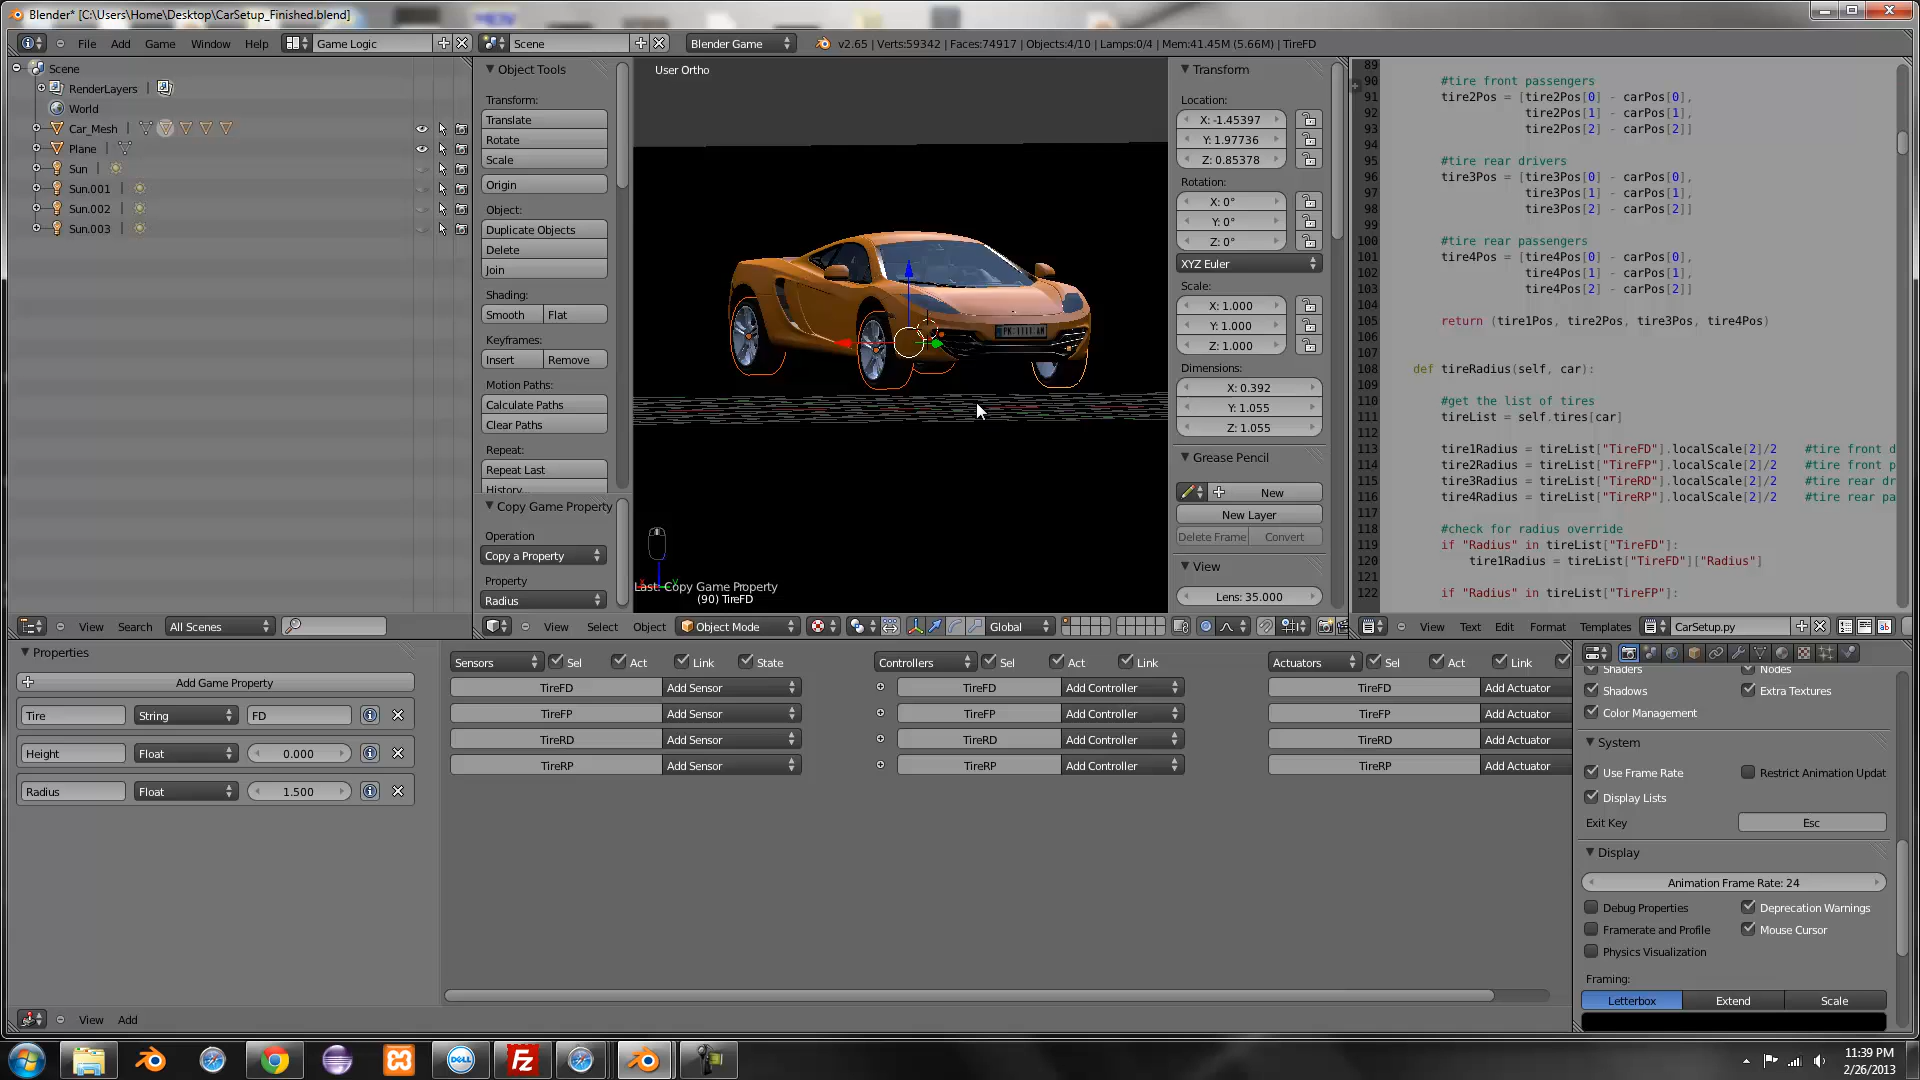 Blender* [C:\Users\Home\Desktop\CarSetup_Finished.blend]
File Add Game Window Help Game Logic Scene Blender Game v2.65 | Verts:59342 | Faces:74917 | Objects:4/10 | Lamps:0/4 | Mem:41.45M (5.66M) | TireFD
Scene
RenderLayers |
World
Car_Mesh |
Plane |
Sun |
Sun.001 |
Sun.002 |
Sun.003 |
View Search All Scenes
Object Tools
Transform:
Translate
Rotate
Scale
Origin
Object:
Duplicate Objects
Delete
Join
Shading:
Smooth Flat
Keyframes:
Insert Remove
Motion Paths:
Calculate Paths
Clear Paths
Repeat:
Repeat Last
History...
Copy Game Property
Operation
Copy a Property
Property
Radius
User Ortho
Last: Copy Game Property
(90) TireFD
View Select Object Object Mode Global
Transform
Location:
X: -1.45397
Y: 1.97736
Z: 0.85378
Rotation:
X: 0°
Y: 0°
Z: 0°
XYZ Euler
Scale:
X: 1.000
Y: 1.000
Z: 1.000
Dimensions:
X: 0.392
Y: 1.055
Z: 1.055
Grease Pencil
New
New Layer
Delete Frame Convert
View
Lens: 35.000
89
90 #tire front passengers
91 tire2Pos = [tire2Pos[0] - carPos[0],
92 tire2Pos[1] - carPos[1],
93 tire2Pos[2] - carPos[2]]
94
95 #tire rear drivers
96 tire3Pos = [tire3Pos[0] - carPos[0],
97 tire3Pos[1] - carPos[1],
98 tire3Pos[2] - carPos[2]]
99
100 #tire rear passengers
101 tire4Pos = [tire4Pos[0] - carPos[0],
102 tire4Pos[1] - carPos[1],
103 tire4Pos[2] - carPos[2]]
104
105 return (tire1Pos, tire2Pos, tire3Pos, tire4Pos)
106
107
108 def tireRadius(self, car):
109
110 #get the list of tires
111 tireList = self.tires[car]
112
113 tire1Radius = tireList["TireFD"].localScale[2]/2 #tire front d
114 tire2Radius = tireList["TireFP"].localScale[2]/2 #tire front p
115 tire3Radius = tireList["TireRD"].localScale[2]/2 #tire rear dr
116 tire4Radius = tireList["TireRP"].localScale[2]/2 #tire rear pa
117
118 #check for radius override
119 if "Radius" in tireList["TireFD"]:
120 tire1Radius = tireList["TireFD"]["Radius"]
121
122 if "Radius" in tireList["TireFP"]:
View Text Edit Format Templates CarSetup.py
Properties
Add Game Property
Tire String FD
Height Float 0.000
Radius Float 1.500
Sensors Sel Act Link State Controllers Sel Act Link Actuators Sel Act Link
TireFD Add Sensor TireFD Add Controller TireFD Add Actuator
TireFP Add Sensor TireFP Add Controller TireFP Add Actuator
TireRD Add Sensor TireRD Add Controller TireRD Add Actuator
TireRP Add Sensor TireRP Add Controller TireRP Add Actuator
View Add
Shaders Nodes
Shadows Extra Textures
Color Management
System
Use Frame Rate Restrict Animation Updat
Display Lists
Exit Key Esc
Display
Animation Frame Rate: 24
Debug Properties Deprecation Warnings
Framerate and Profile Mouse Cursor
Physics Visualization
Framing:
Letterbox Extend Scale
DELL
Fz
11:39 PM
2/26/2013